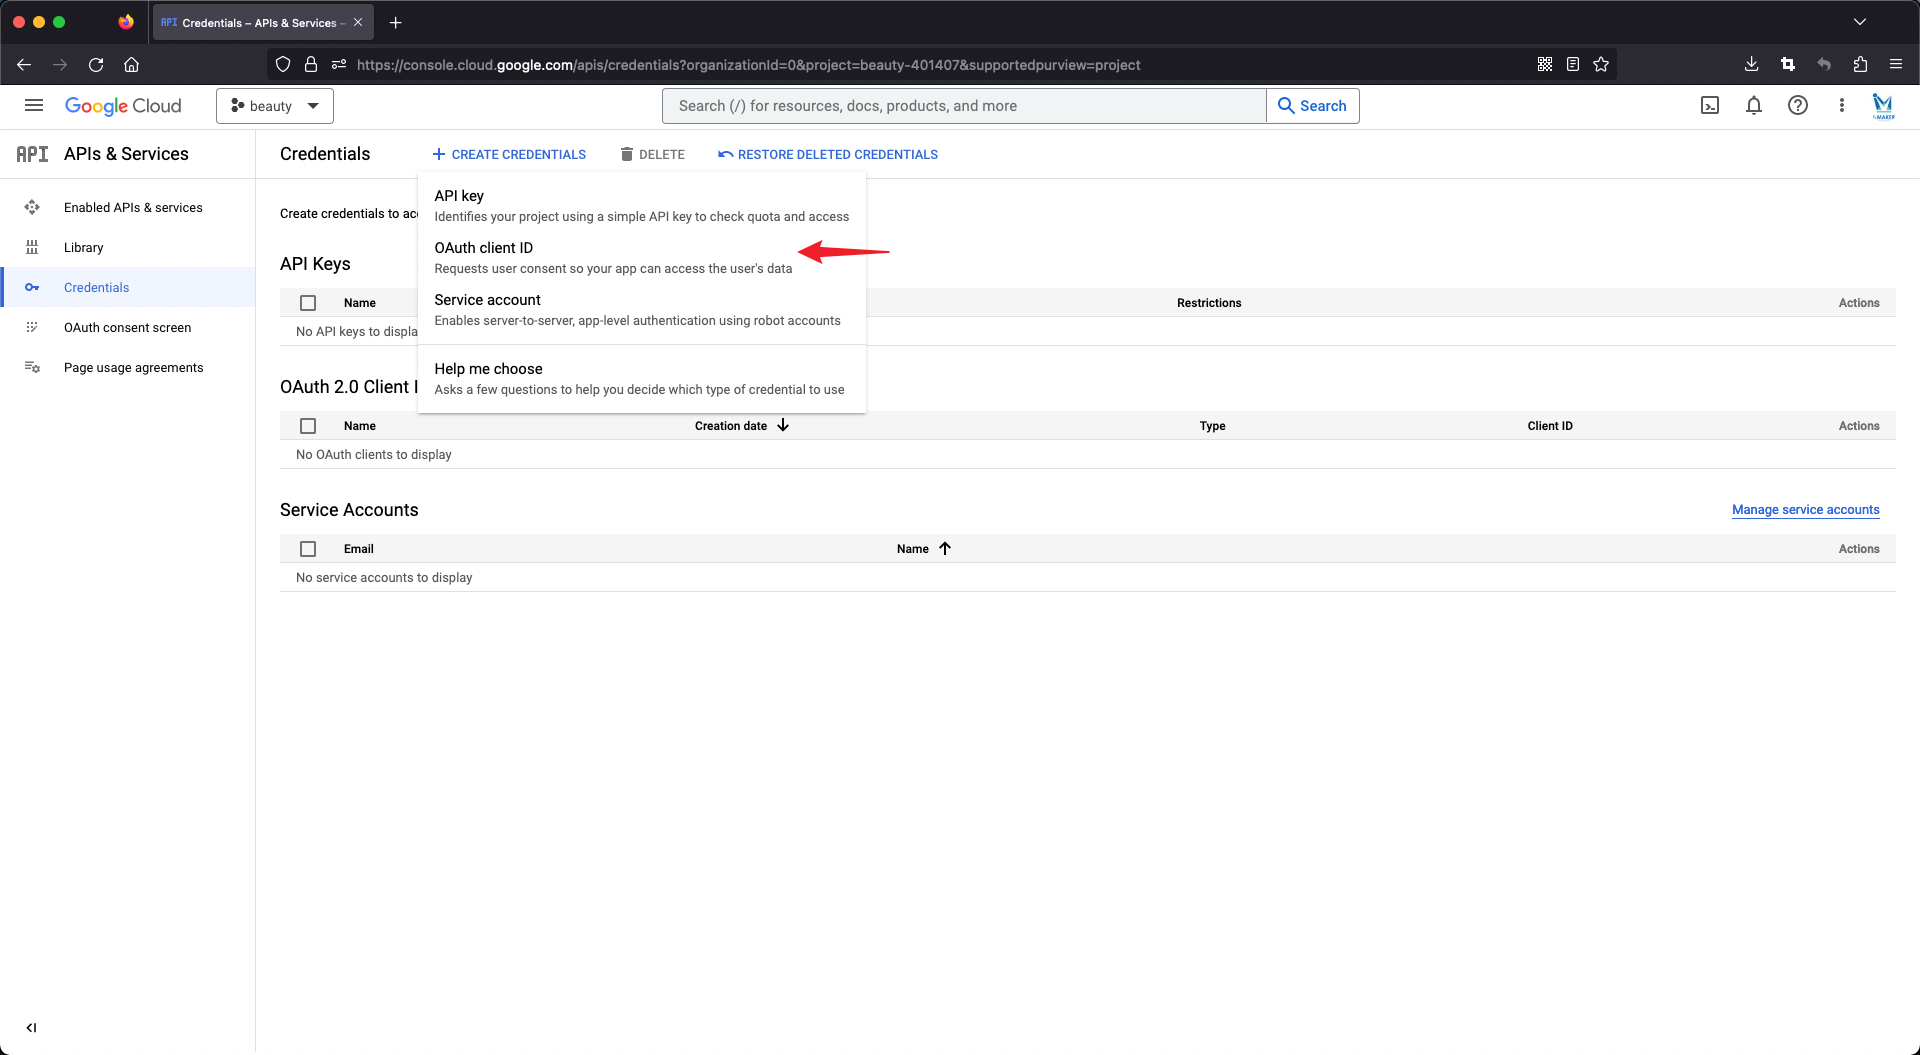 API Credentials – APIs & Services –
https://console.cloud.google.com/apis/credentials?organizationId=0&project=beauty-401407&supportedpurview=project
Google Cloud
beauty
Search (/) for resources, docs, products, and more
Search
API APIs & Services
Credentials
CREATE CREDENTIALS
DELETE
RESTORE DELETED CREDENTIALS
Enabled APIs & services
Library
Credentials
OAuth consent screen
Page usage agreements
API key
Identifies your project using a simple API key to check quota and access
OAuth client ID
Requests user consent so your app can access the user's data
Service account
Enables server-to-server, app-level authentication using robot accounts
Help me choose
Asks a few questions to help you decide which type of credential to use
Create credentials to
API Keys
Name Restrictions Actions
No API keys to
OAuth 2.0 Client
Name Creation date Type Client ID Actions
No OAuth clients to display
Service Accounts
Manage service accounts
Email Name Actions
No service accounts to display